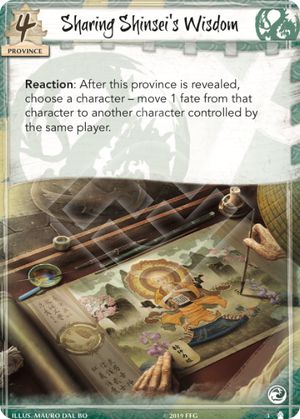 4
Sharing Shinsei's Wisdom
PROVINCE
Reaction: After this province is revealed,
choose a character – move 1 fate from that
character to another character controlled by
the same player.
ILLUS-MAURO DAL BO
©2019 FFG